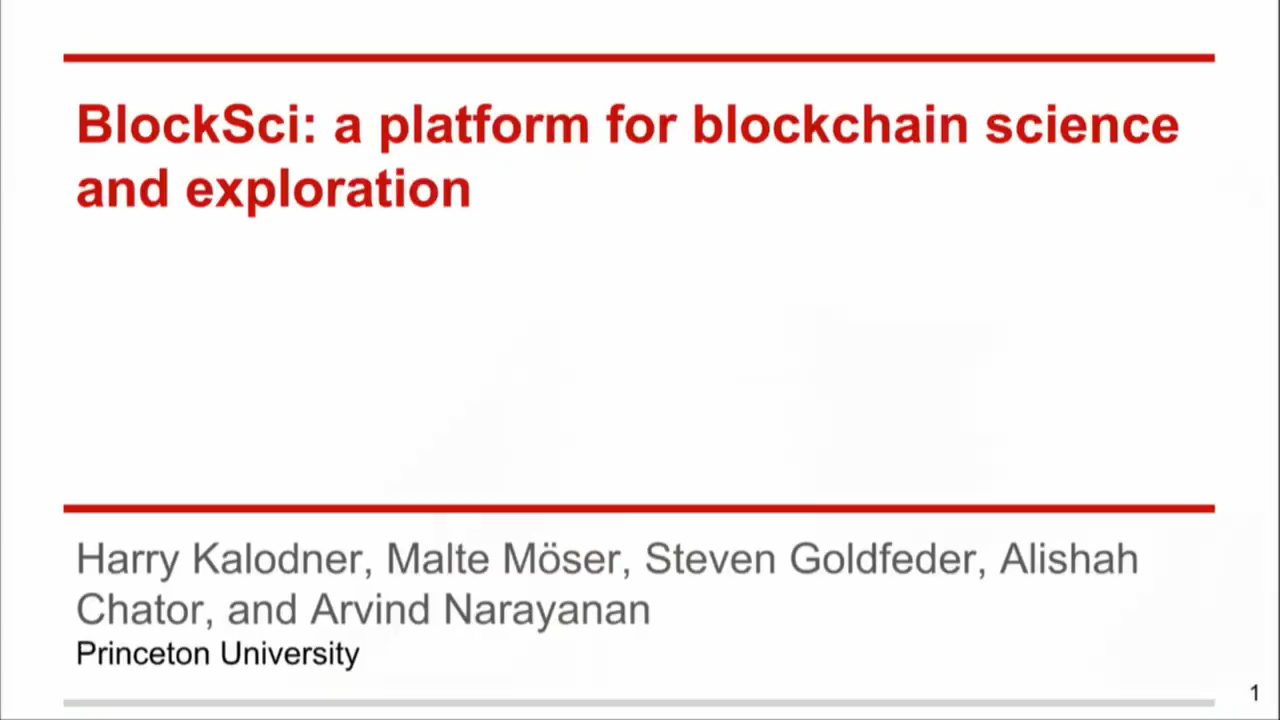 BlockSci: a platform for blockchain science
and exploration
Harry Kalodner, Malte Möser, Steven Goldfeder, Alishah
Chator, and Arvind Narayanan
Princeton University
1